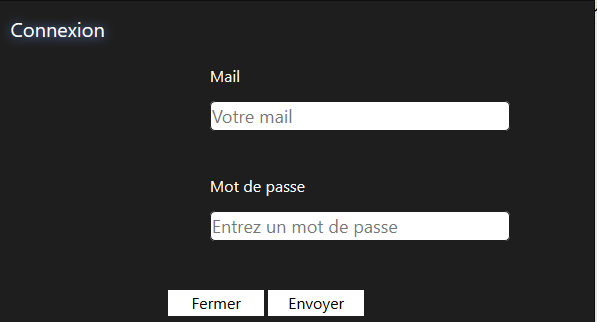 Connexion
Mail
Votre mail
Mot de passe
Entrez un mot de passe
Fermer Envoyer